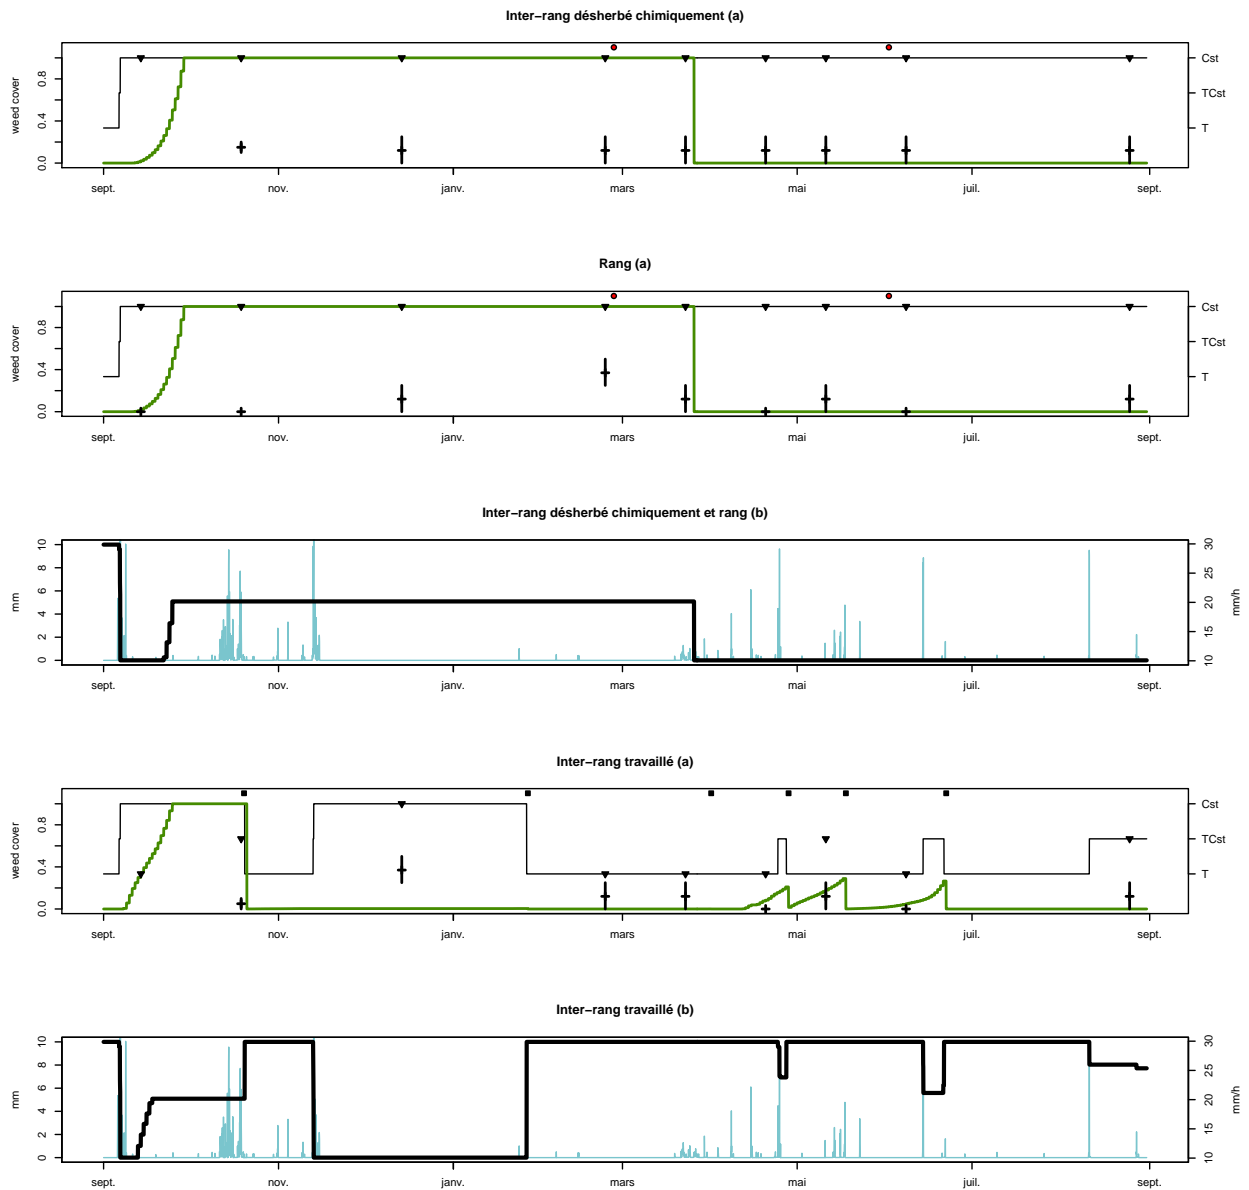 Inter−rang désherbé chimiquement (a)
weed cover
0.0 0.4 0.8
Cst
TCst
T
sept. nov. janv. mars mai juil. sept.
Rang (a)
weed cover
0.0 0.4 0.8
Cst
TCst
T
sept. nov. janv. mars mai juil. sept.
Inter−rang désherbé chimiquement et rang (b)
mm
0 2 4 6 8 10
10 15 20 25 30
mm/h
sept. nov. janv. mars mai juil. sept.
Inter−rang travaillé (a)
weed cover
0.0 0.4 0.8
Cst
TCst
T
sept. nov. janv. mars mai juil. sept.
Inter−rang travaillé (b)
mm
0 2 4 6 8 10
10 15 20 25 30
mm/h
sept. nov. janv. mars mai juil. sept.